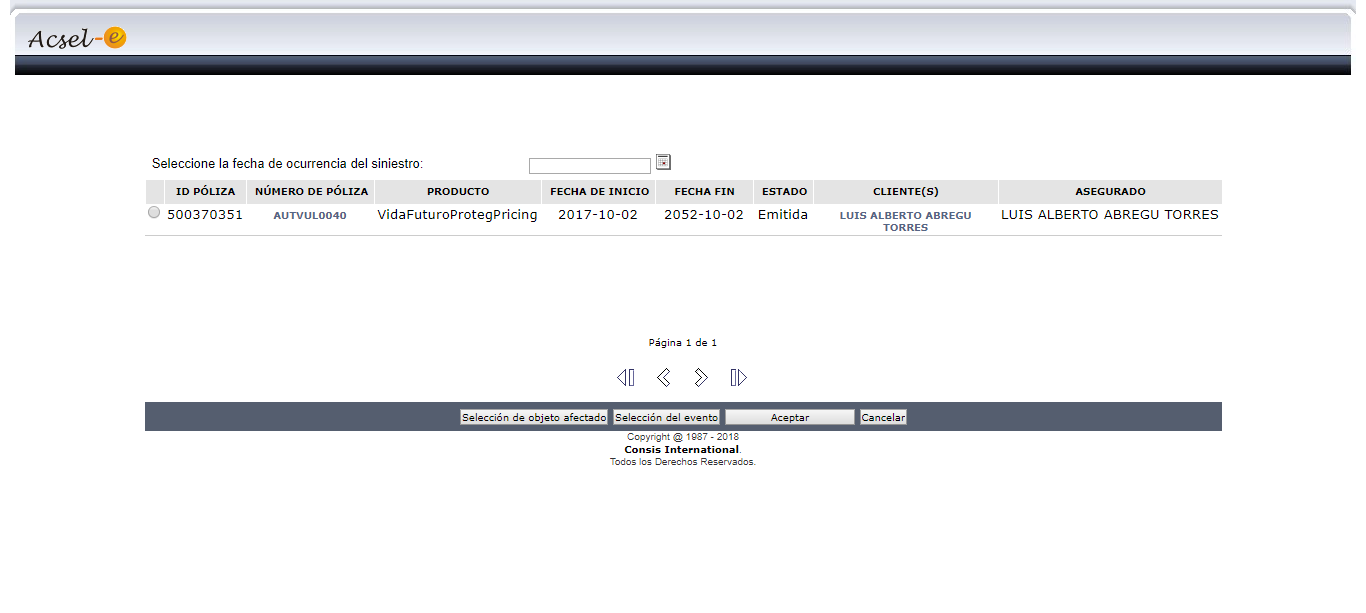 Acsel-e
Seleccione la fecha de ocurrencia del siniestro:
ID PÓLIZA NÚMERO DE PÓLIZA PRODUCTO FECHA DE INICIO FECHA FIN ESTADO CLIENTE(S) ASEGURADO
500370351 AUTVUL0040 VidaFuturoProtegPricing 2017-10-02 2052-10-02 Emitida LUIS ALBERTO ABREGU LUIS ALBERTO ABREGU TORRES
TORRES
Página 1 de 1
Selección de objeto afectado Selección del evento Aceptar Cancelar
Copyright @ 1987 - 2018
Consis International.
Todos los Derechos Reservados.